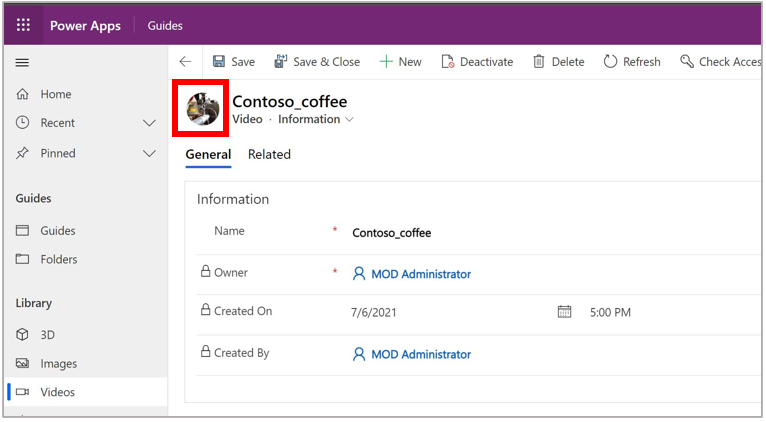 Power Apps Guides
Save Save & Close New Deactivate Delete Refresh Check Acces
Home
Recent
Pinned
Guides
Guides
Folders
Library
3D
Images
Videos
Contoso_coffee
Video · Information
General Related
Information
Name * Contoso_coffee
Owner * MOD Administrator
Created On 7/6/2021 5:00 PM
Created By MOD Administrator